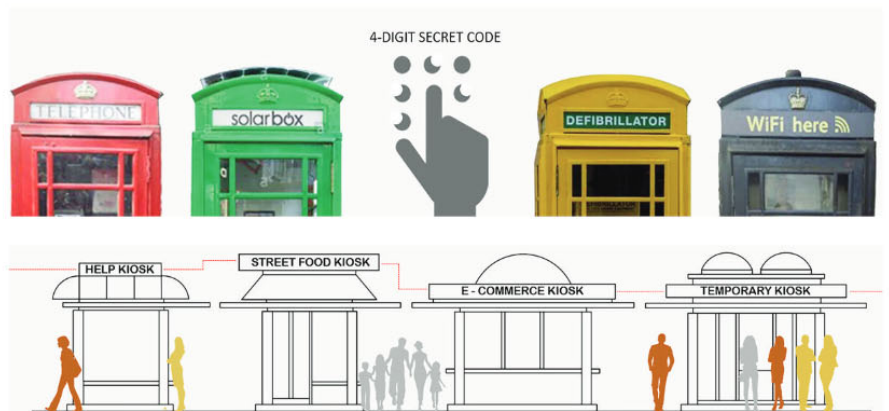 4-DIGIT SECRET CODE
TELEPHONE
solarbox
DEFIBRILLATOR
WiFi here
HELP KIOSK
STREET FOOD KIOSK
E - COMMERCE KIOSK
TEMPORARY KIOSK